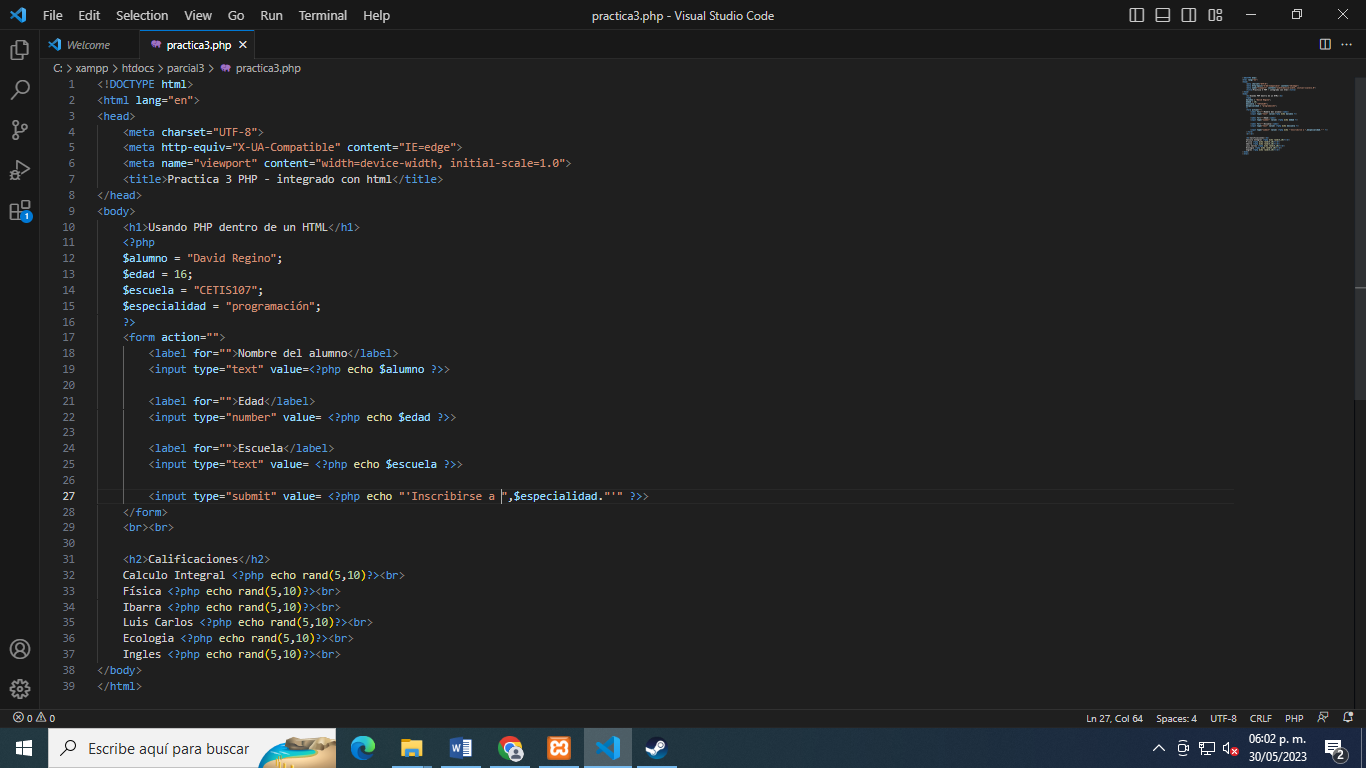 File Edit Selection View Go Run Terminal Help practica3.php - Visual Studio Code
Welcome practica3.php
C: > xampp > htdocs > parcial3 > practica3.php
1 <!DOCTYPE html>
2 <html lang="en">
3 <head>
4 <meta charset="UTF-8">
5 <meta http-equiv="X-UA-Compatible" content="IE=edge">
6 <meta name="viewport" content="width=device-width, initial-scale=1.0">
7 <title>Practica 3 PHP - integrado con html</title>
8 </head>
9 <body>
10 <h1>Usando PHP dentro de un HTML</h1>
11 <?php
12 $alumno = "David Regino";
13 $edad = 16;
14 $escuela = "CETIS107";
15 $especialidad = "programación";
16 ?>
17 <form action="">
18 <label for="">Nombre del alumno</label>
19 <input type="text" value=<?php echo $alumno ?>>
20
21 <label for="">Edad</label>
22 <input type="number" value= <?php echo $edad ?>>
23
24 <label for="">Escuela</label>
25 <input type="text" value= <?php echo $escuela ?>>
26
27 <input type="submit" value= <?php echo "'Inscribirse a ",$especialidad."'" ?>>
28 </form>
29 <br><br>
30
31 <h2>Calificaciones</h2>
32 Calculo Integral <?php echo rand(5,10)?><br>
33 Física <?php echo rand(5,10)?><br>
34 Ibarra <?php echo rand(5,10)?><br>
35 Luis Carlos <?php echo rand(5,10)?><br>
36 Ecologia <?php echo rand(5,10)?><br>
37 Ingles <?php echo rand(5,10)?><br>
38 </body>
39 </html>
1
0 0 Ln 27, Col 64 Spaces: 4 UTF-8 CRLF PHP
Escribe aquí para buscar
06:02 p. m.
30/05/2023
2